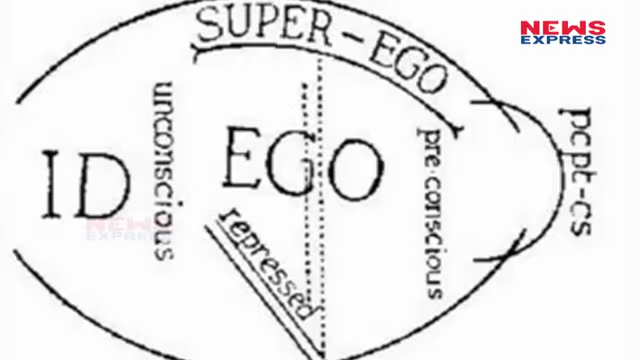 NEWS
EXPRESS
SUPER-EGO
pcpt-cs
unconscious
EGO
pre·conscious
ID
NEWS
EXPRESS
repressed